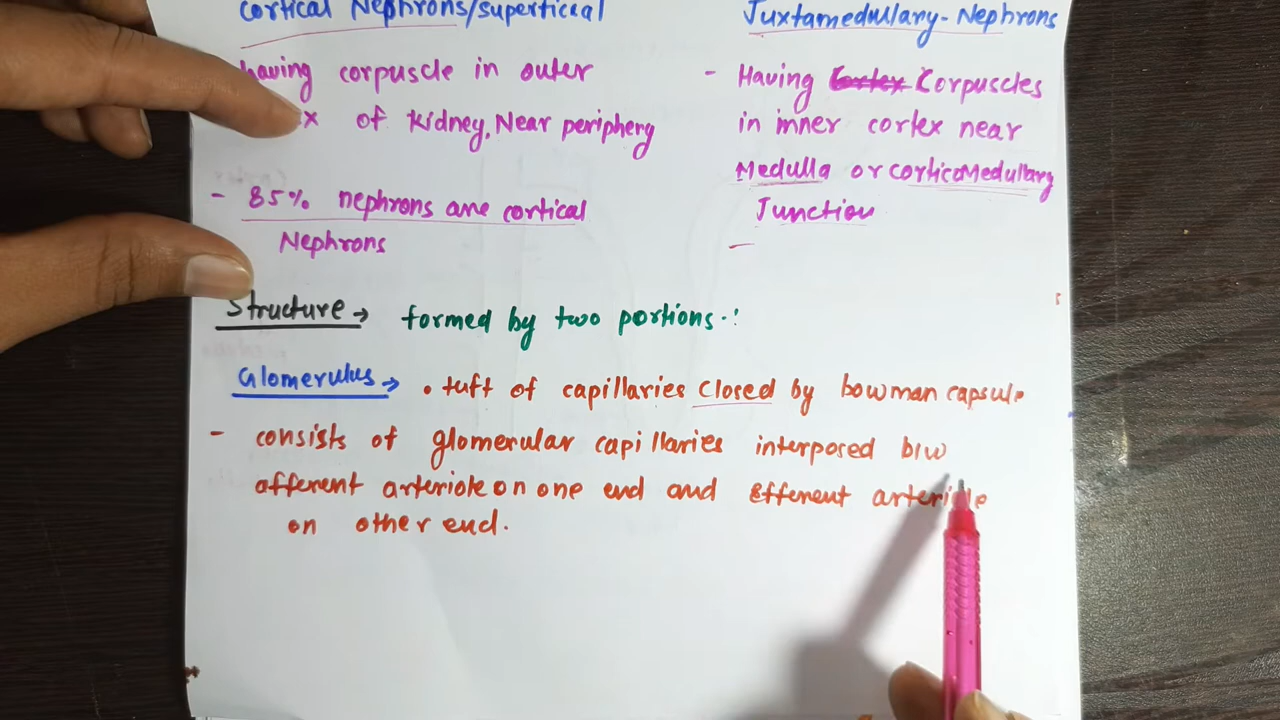 Cortical Nephrons/superficial
having corpuscle in outer
of Kidney, Near periphery
- 85% nephrons are cortical
Nephrons
Juxtamedullary-Nephrons
- Having Cortex Corpuscles
in inner cortex near
Medulla or corticoMedullary
Junction
-
Structure → formed by two portions :
Glomerulus → • tuft of capillaries closed by bowman capsule
- consists of glomerular capillaries interposed b/w
afferent arteriole on one end and Efferent arteriole
on other end.